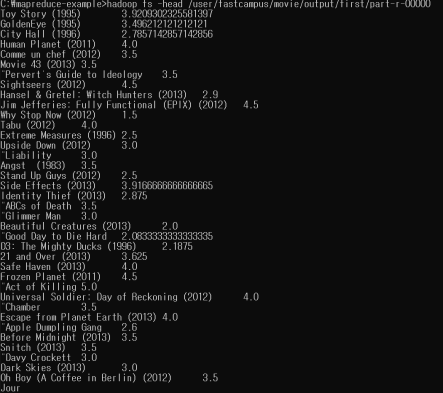 C:\mapreduce-example>hadoop fs -head /user/fastcampus/movie/output/first/part-r-00000
Toy Story (1995)	3.9209302325581397
GoldenEye (1995)	3.496212121212121
City Hall (1996)	2.7857142857142856
Human Planet (2011)	4.0
Comme un chef (2012)	3.5
Movie 43 (2013)	3.5
"Pervert's Guide to Ideology	3.5
Sightseers (2012)	4.5
Hansel & Gretel: Witch Hunters (2013)	2.9
Jim Jefferies: Fully Functional (EPIX) (2012)	4.5
Why Stop Now (2012)	1.5
Tabu (2012)	4.0
Extreme Measures (1996)	2.5
Upside Down (2012)	3.0
"Liability	3.0
Angst  (1983)	3.5
Stand Up Guys (2012)	2.5
Side Effects (2013)	3.9166666666666665
Identity Thief (2013)	2.875
"ABCs of Death	3.5
"Glimmer Man	3.0
Beautiful Creatures (2013)	2.0
"Good Day to Die Hard	2.0833333333333335
D3: The Mighty Ducks (1996)	2.1875
21 and Over (2013)	3.625
Safe Haven (2013)	4.0
Frozen Planet (2011)	4.5
"Act of Killing	5.0
Universal Soldier: Day of Reckoning (2012)	4.0
"Chamber	3.5
Escape from Planet Earth (2013)	4.0
"Apple Dumpling Gang	2.6
Before Midnight (2013)	3.5
Snitch (2013)	3.5
"Davy Crockett	3.0
Dark Skies (2013)	3.0
Oh Boy (A Coffee in Berlin) (2012)	3.5
Jour